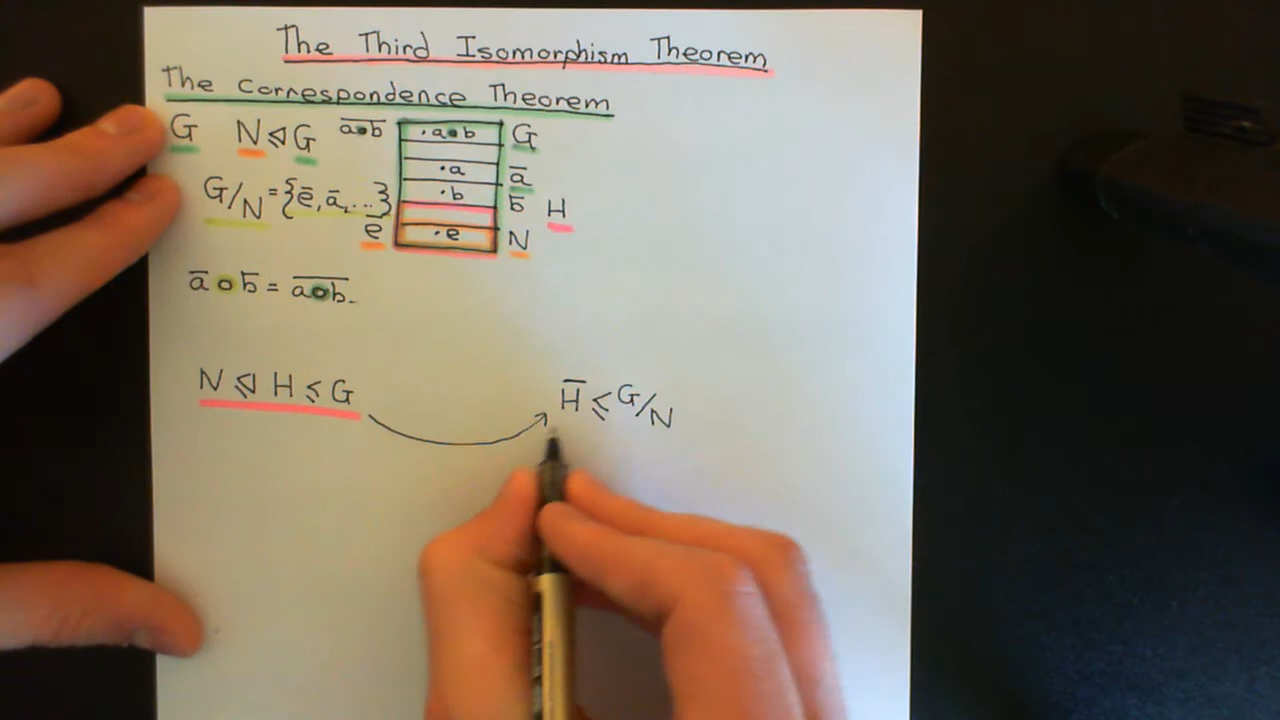 The Third Isomorphism Theorem
The Correspondence Theorem
G N ⊲ G a∘b‾ ·a∘b G
G/N = {e̅, a̅, ...} ·a a̅
·b b̅ H
e̅ ·e N
a̅ ∘ b̅ = a∘b‾.
N ⊴ H ≤ G H̅ ≤ G/N